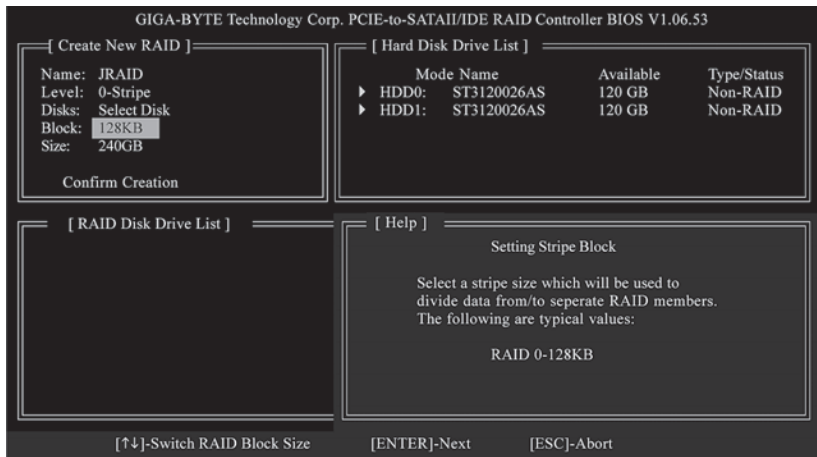 GIGA-BYTE Technology Corp. PCIE-to-SATAII/IDE RAID Controller BIOS V1.06.53
[ Create New RAID ]
Name: JRAID
Level: 0-Stripe
Disks: Select Disk
Block: 128KB
Size: 240GB
Confirm Creation
[ Hard Disk Drive List ]
Mode Name Available Type/Status
HDD0: ST3120026AS 120 GB Non-RAID
HDD1: ST3120026AS 120 GB Non-RAID
[ RAID Disk Drive List ]
[ Help ]
Setting Stripe Block
Select a stripe size which will be used to
divide data from/to seperate RAID members.
The following are typical values:
RAID 0-128KB
[↑↓]-Switch RAID Block Size [ENTER]-Next [ESC]-Abort